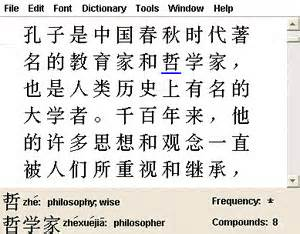 File Edit Font Dictionary Tools Window Help
孔子是中国春秋时代著
名的教育家和哲学家，
也是人类历史上有名的
大学者。千百年来，他
的许多思想和观念一直
被人们所重视和继承，
哲 zhé: philosophy; wise Frequency: *
哲学家 zhéxuéjiā: philosopher Compounds: 8